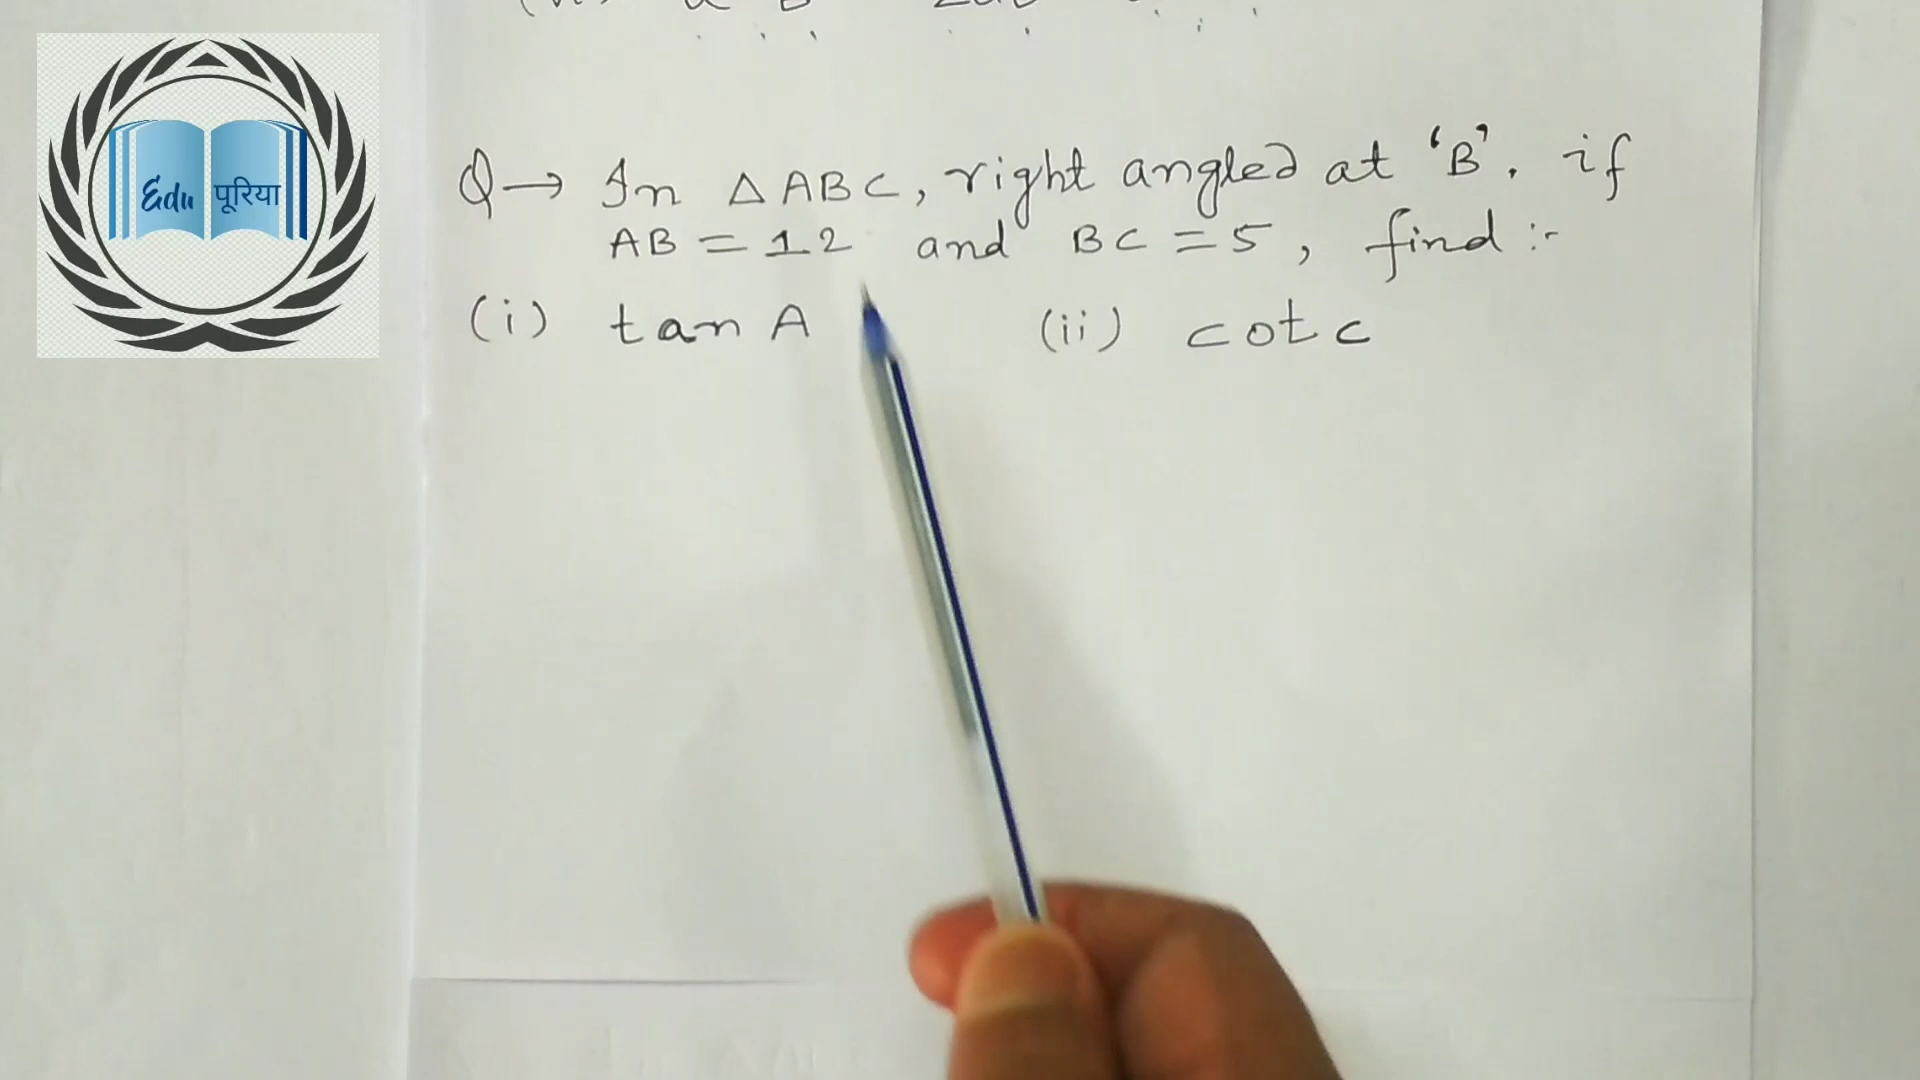 Edu पूरिया
Q → In △ABC, right angled at 'B'. if
AB = 12 and BC = 5, find :-
(i) tan A (ii) cot c